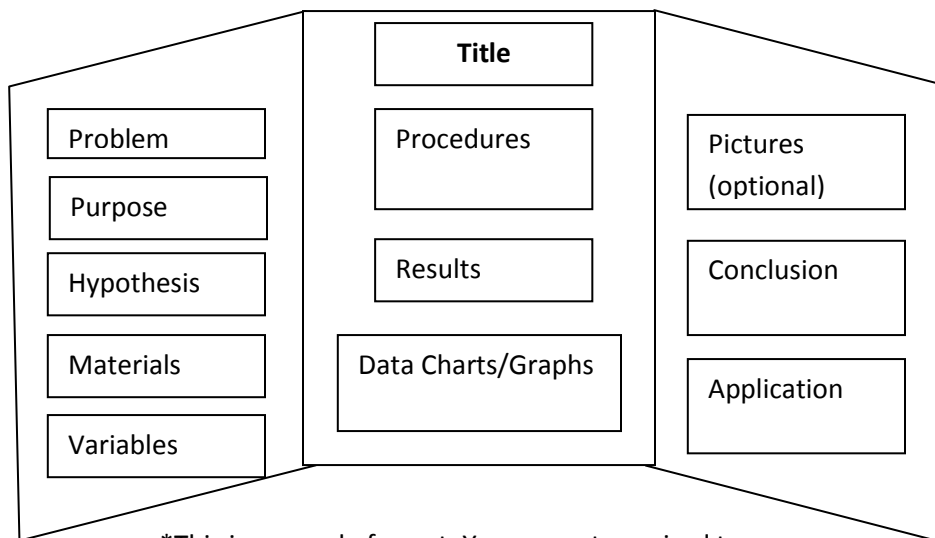 Title
Problem
Purpose
Hypothesis
Materials
Variables
Procedures
Results
Data Charts/Graphs
Pictures
(optional)
Conclusion
Application